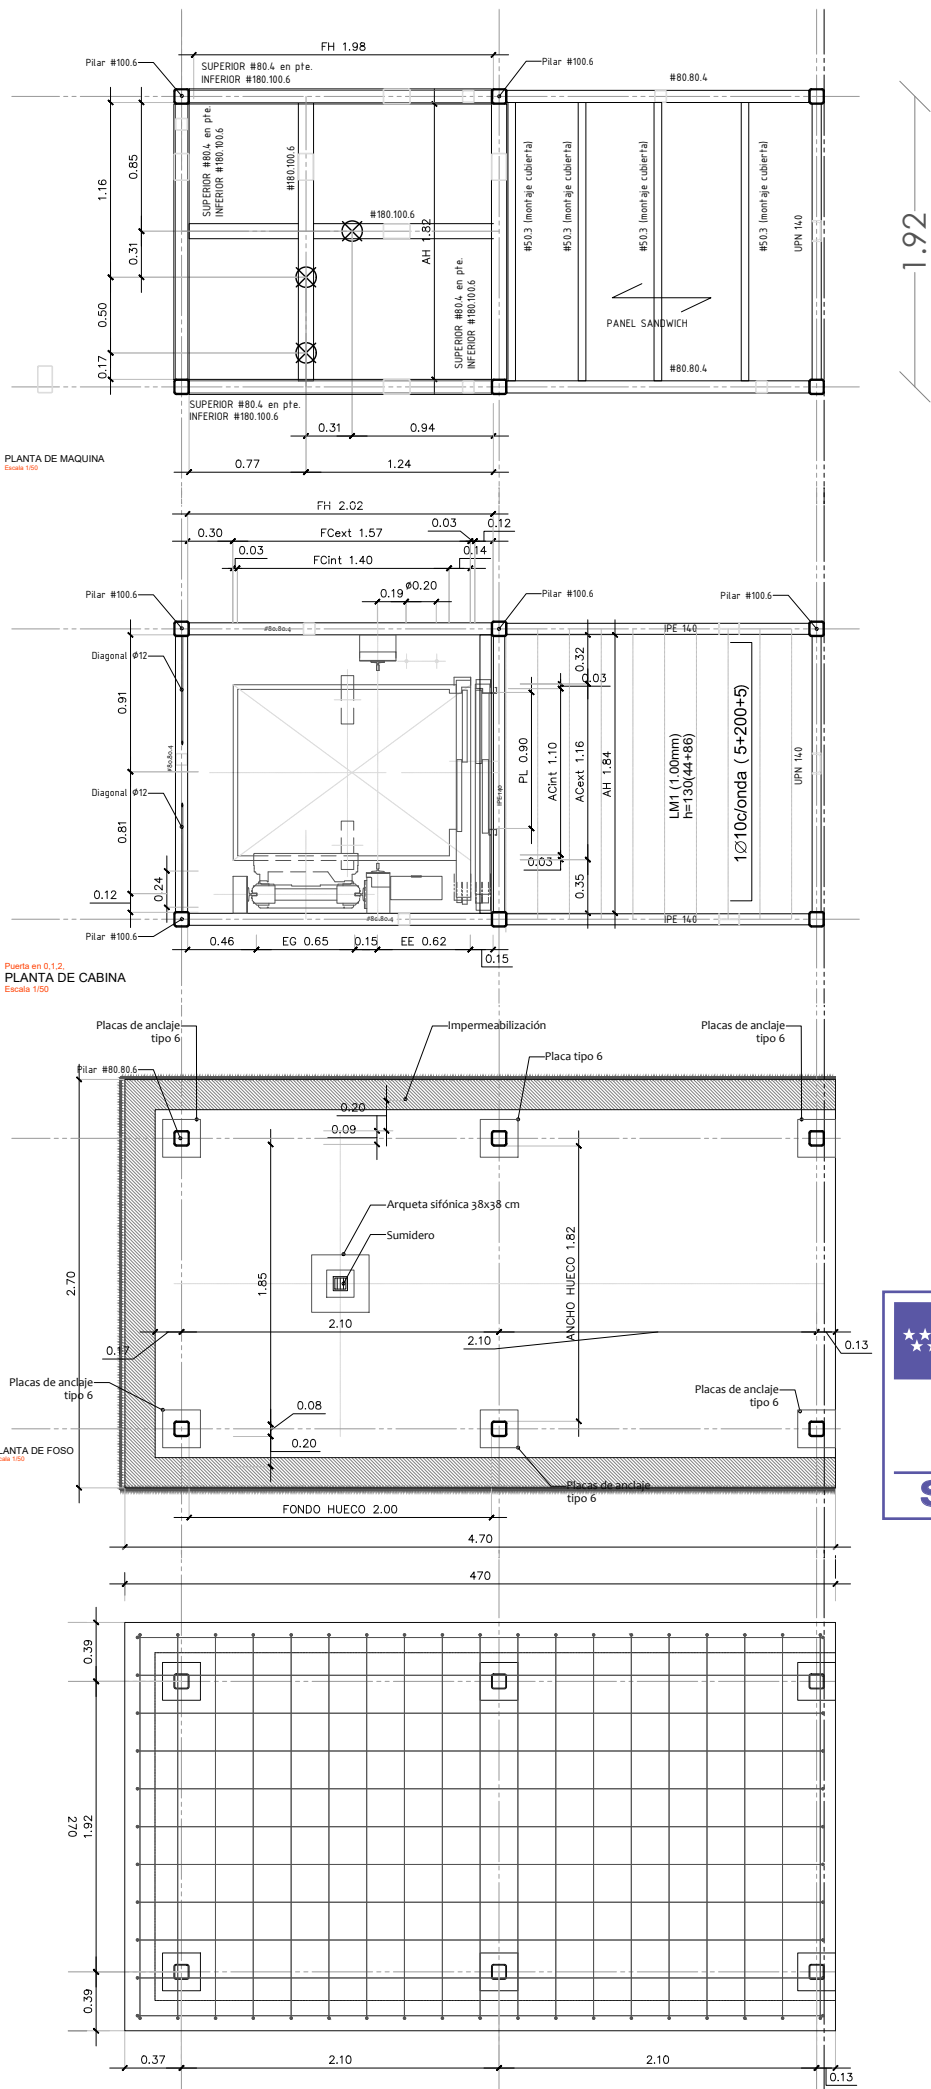 FH 1.98
Pilar #100.6
SUPERIOR #80.4 en pte.
INFERIOR #180.100.6
Pilar #100.6
#80.80.4
1.16
0.85
0.31
0.50
0.17
SUPERIOR #80.4 en pte.
INFERIOR #180.100.6
#180.100.6
#180.100.6
AH 1.82
SUPERIOR #80.4 en pte.
INFERIOR #180.100.6
#50.3 (montaje cubierta)
#50.3 (montaje cubierta)
#50.3 (montaje cubierta)
#50.3 (montaje cubierta)
UPN 140
1.92
PANEL SANDWICH
#80.80.4
SUPERIOR #80.4 en pte.
INFERIOR #180.100.6
0.31
0.94
PLANTA DE MAQUINA
Escala 1/50
0.77
1.24
FH 2.02
0.30
FCext 1.57
0.03
0.12
0.03
FCint 1.40
0.14
0.19
ø0.20
Pilar #100.6
Pilar #100.6
Pilar #100.6
#80.80.4
IPE 140
Diagonal ø12
0.91
#80.80.4
Diagonal ø12
0.81
0.12
0.24
0.32
0.03
PL 0.90
ACint 1.10
ACext 1.16
AH 1.84
IPE 140
LM1 (1.00mm)
h=130(44+86)
1Ø10c/onda ( 5+200+5)
UPN 140
0.03
0.35
#80.80.4
IPE 140
Pilar #100.6
0.46
EG 0.65
0.15
EE 0.62
0.15
Puerta en 0,1,2.
PLANTA DE CABINA
Escala 1/50
Placas de anclaje
tipo 6
Impermeabilización
Placas de anclaje
tipo 6
Placa tipo 6
Pilar #80.80.6
0.20
0.09
Arqueta sifónica 38x38 cm
Sumidero
2.70
1.85
ANCHO HUECO 1.82
2.10
2.10
0.17
0.13
Placas de anclaje
tipo 6
Placas de anclaje
tipo 6
0.08
0.20
LANTA DE FOSO
cala 1/50
Placas de anclaje
tipo 6
S
FONDO HUECO 2.00
4.70
470
0.39
1.92
270
0.39
0.37
2.10
2.10
0.13